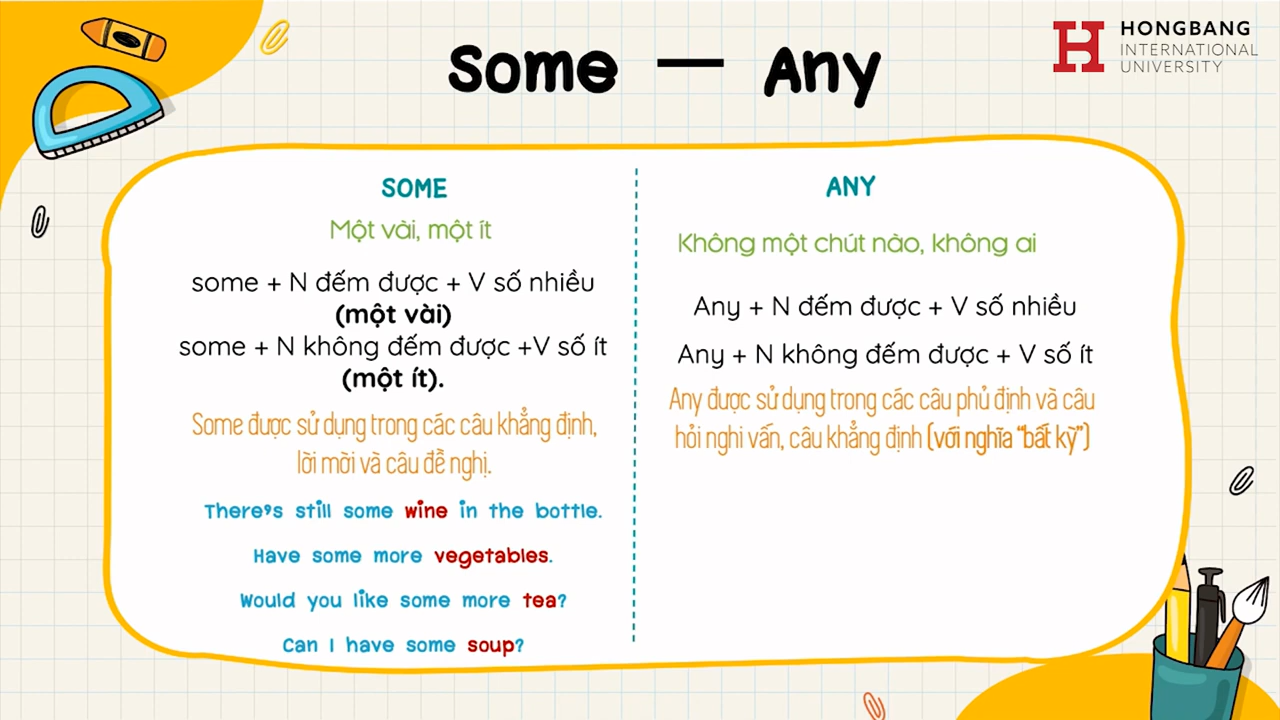 Some — Any
HONGBANG
INTERNATIONAL
UNIVERSITY
SOME
Một vài, một ít
some + N đếm được + V số nhiều
(một vài)
some + N không đếm được +V số ít
(một ít).
Some được sử dụng trong các câu khẳng định,
lời mời và câu đề nghị.
There's still some wine in the bottle.
Have some more vegetables.
Would you like some more tea?
Can I have some soup?
ANY
Không một chút nào, không ai
Any + N đếm được + V số nhiều
Any + N không đếm được + V số ít
Any được sử dụng trong các câu phủ định và câu
hỏi nghi vấn, câu khẳng định (với nghĩa “bất kỳ”)